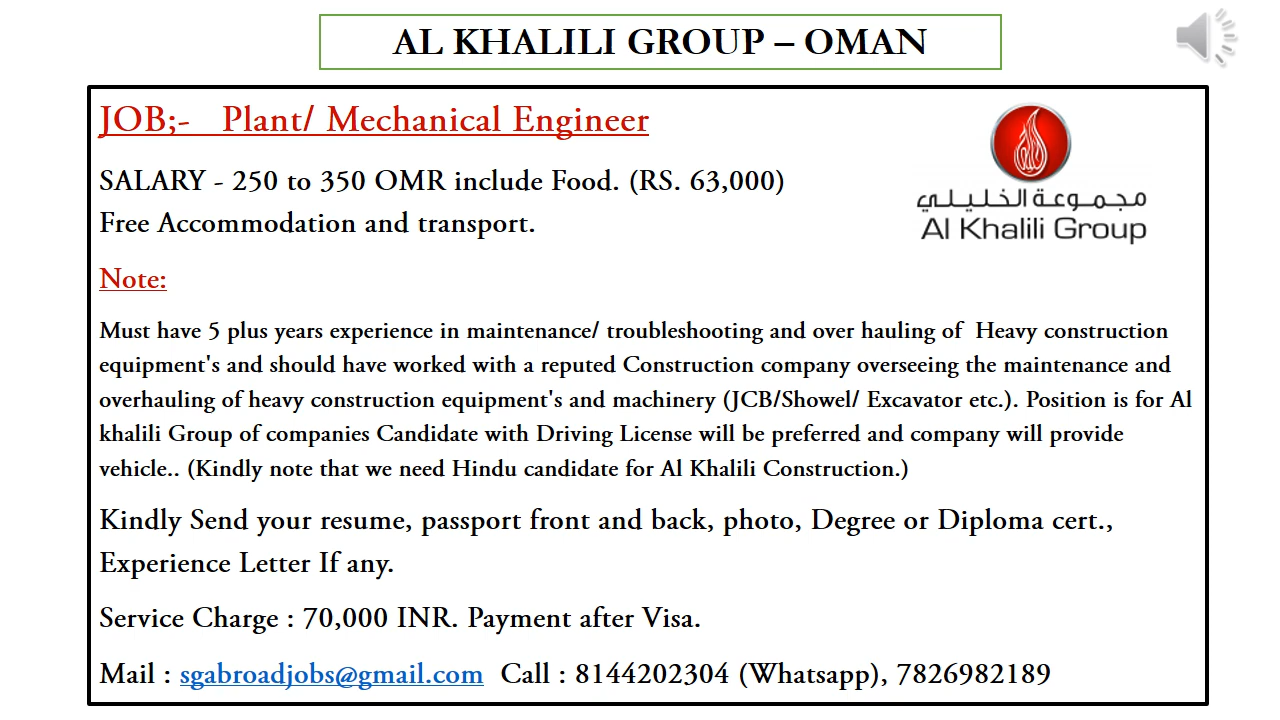 AL KHALILI GROUP – OMAN
JOB;- Plant/ Mechanical Engineer
SALARY - 250 to 350 OMR include Food. (RS. 63,000)
Free Accommodation and transport.
مجموعة الخليلي
Al Khalili Group
Note:
Must have 5 plus years experience in maintenance/ troubleshooting and over hauling of Heavy construction
equipment's and should have worked with a reputed Construction company overseeing the maintenance and
overhauling of heavy construction equipment's and machinery (JCB/Showel/ Excavator etc.). Position is for Al
khalili Group of companies Candidate with Driving License will be preferred and company will provide
vehicle.. (Kindly note that we need Hindu candidate for Al Khalili Construction.)
Kindly Send your resume, passport front and back, photo, Degree or Diploma cert.,
Experience Letter If any.
Service Charge : 70,000 INR. Payment after Visa.
Mail : sgabroadjobs@gmail.com Call : 8144202304 (Whatsapp), 7826982189